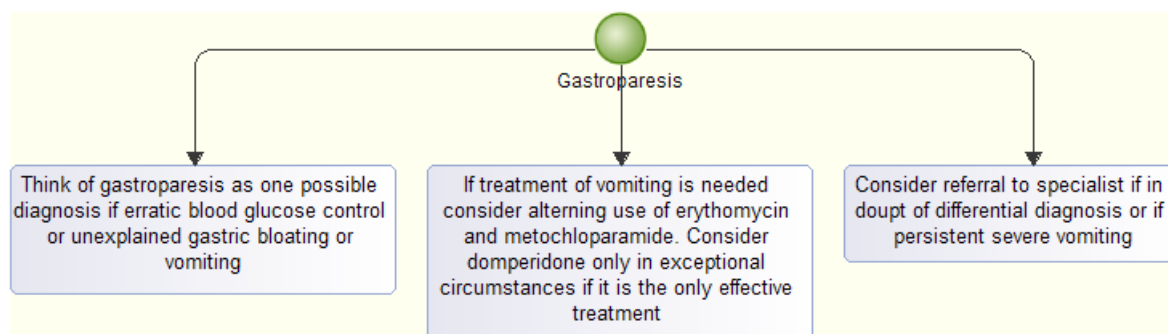 Gastroparesis
Think of gastroparesis as one possible
diagnosis if erratic blood glucose control
or unexplained gastric bloating or
vomiting
If treatment of vomiting is needed
consider alterning use of erythomycin
and metochloparamide. Consider
domperidone only in exceptional
circumstances if it is the only effective
treatment
Consider referral to specialist if in
doupt of differential diagnosis or if
persistent severe vomiting